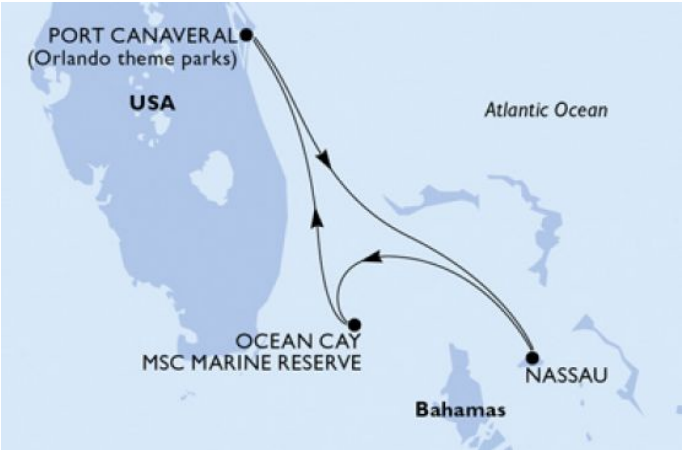 PORT CANAVERAL
(Orlando theme parks)
USA
Atlantic Ocean
OCEAN CAY
MSC MARINE RESERVE
NASSAU
Bahamas